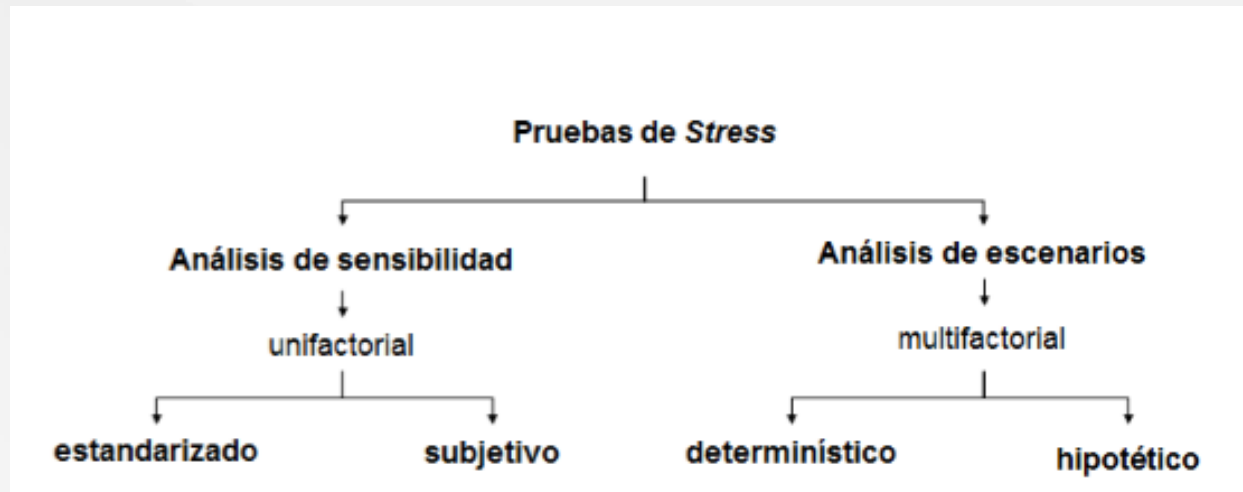 Pruebas de Stress
Análisis de sensibilidad
Análisis de escenarios
unifactorial
multifactorial
estandarizado
subjetivo
determinístico
hipotético